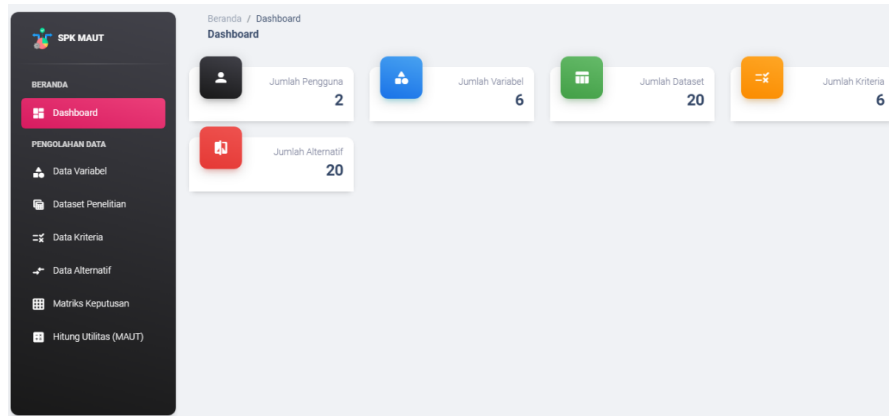 SPK MAUT
BERANDA
Dashboard
PENGOLAHAN DATA
Data Variabel
Dataset Penelitian
Data Kriteria
Data Alternatif
Matriks Keputusan
Hitung Utilitas (MAUT)
Beranda / Dashboard
Dashboard
Jumlah Pengguna
2
Jumlah Variabel
6
Jumlah Dataset
20
Jumlah Kriteria
6
Jumlah Alternatif
20